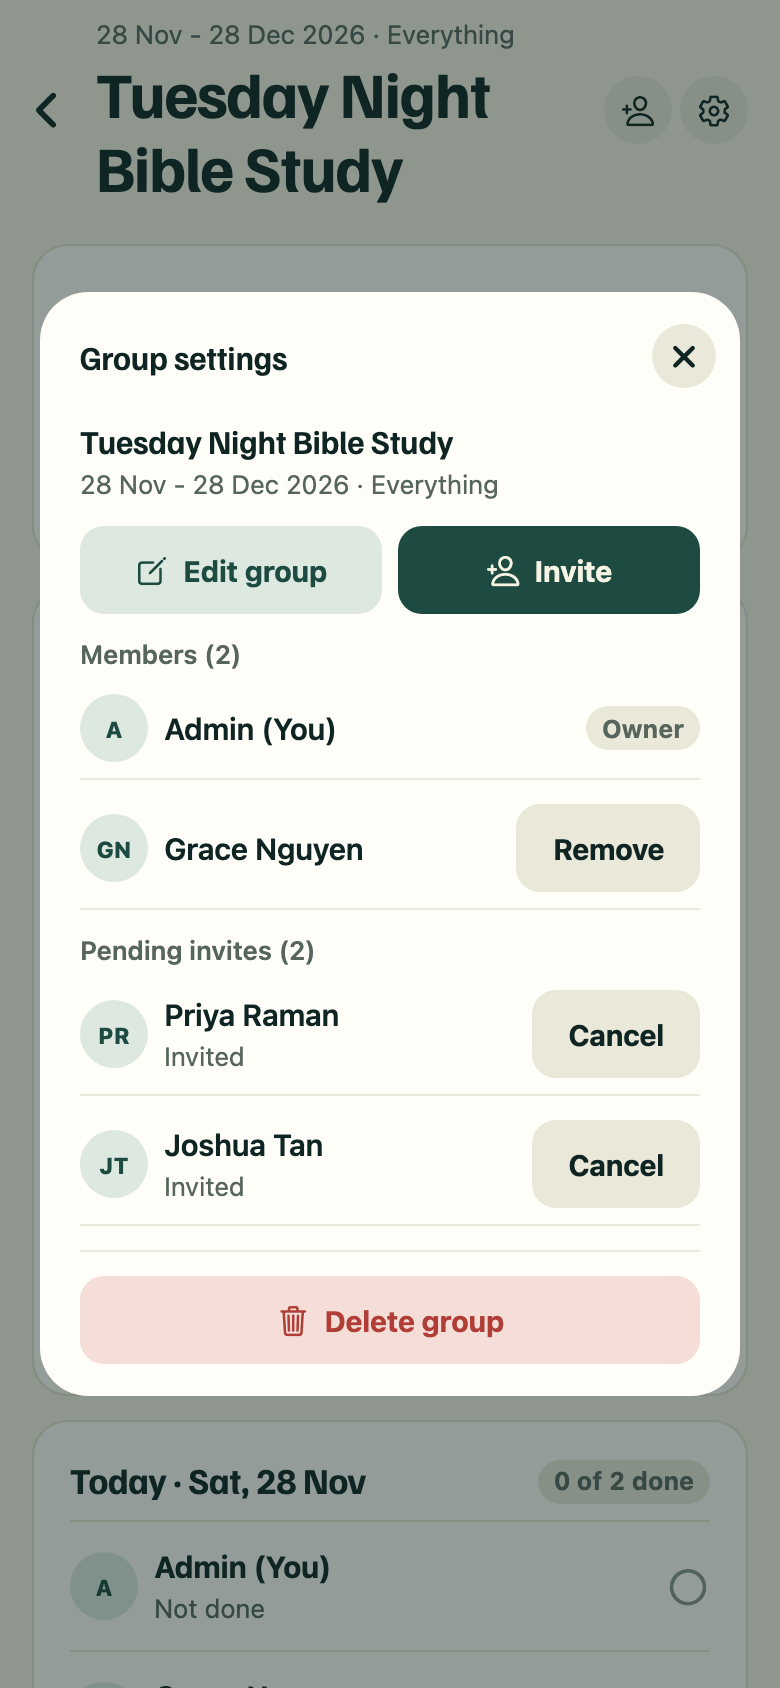 28 Nov - 28 Dec 2026 · Everything
Tuesday Night
Bible Study
Group settings
Tuesday Night Bible Study
28 Nov - 28 Dec 2026 · Everything
Edit group
Invite
Members (2)
A
Admin (You)
Owner
GN
Grace Nguyen
Remove
Pending invites (2)
PR
Priya Raman
Invited
Cancel
JT
Joshua Tan
Invited
Cancel
Delete group
Today · Sat, 28 Nov
0 of 2 done
A
Admin (You)
Not done